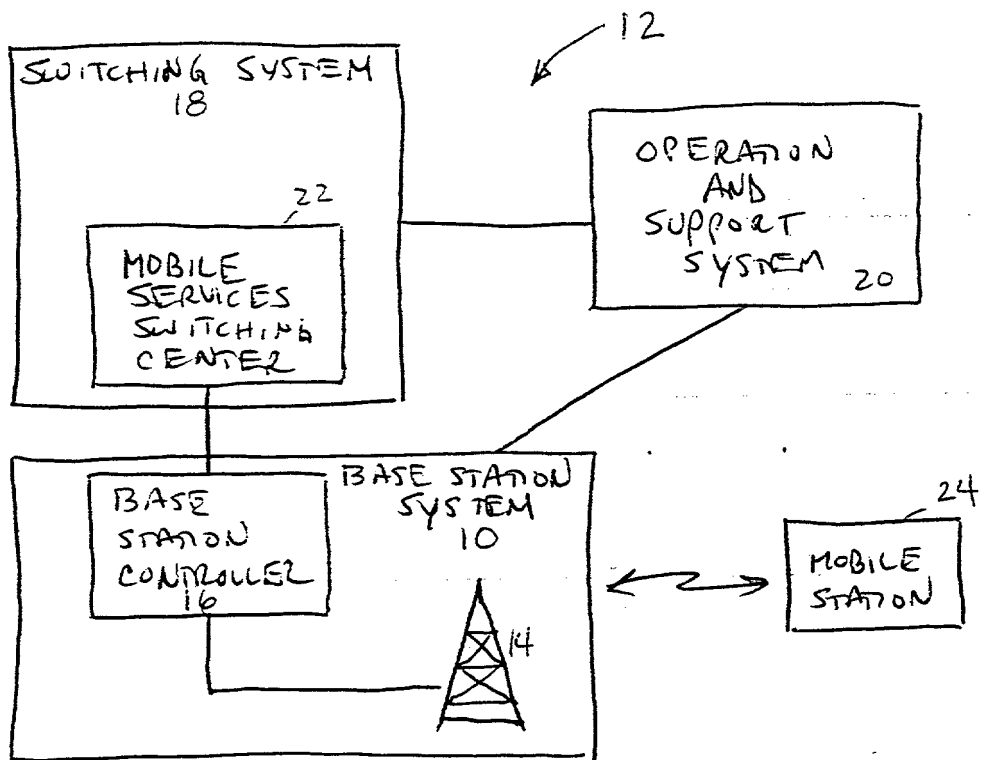 12
SWITCHING SYSTEM
18
22
MOBILE
SERVICES
SWITCHING
CENTER
OPERATION
AND
SUPPORT
SYSTEM
20
BASE STATION
SYSTEM
10
BASE
STATION
CONTROLLER
16
14
24
MOBILE
STATION